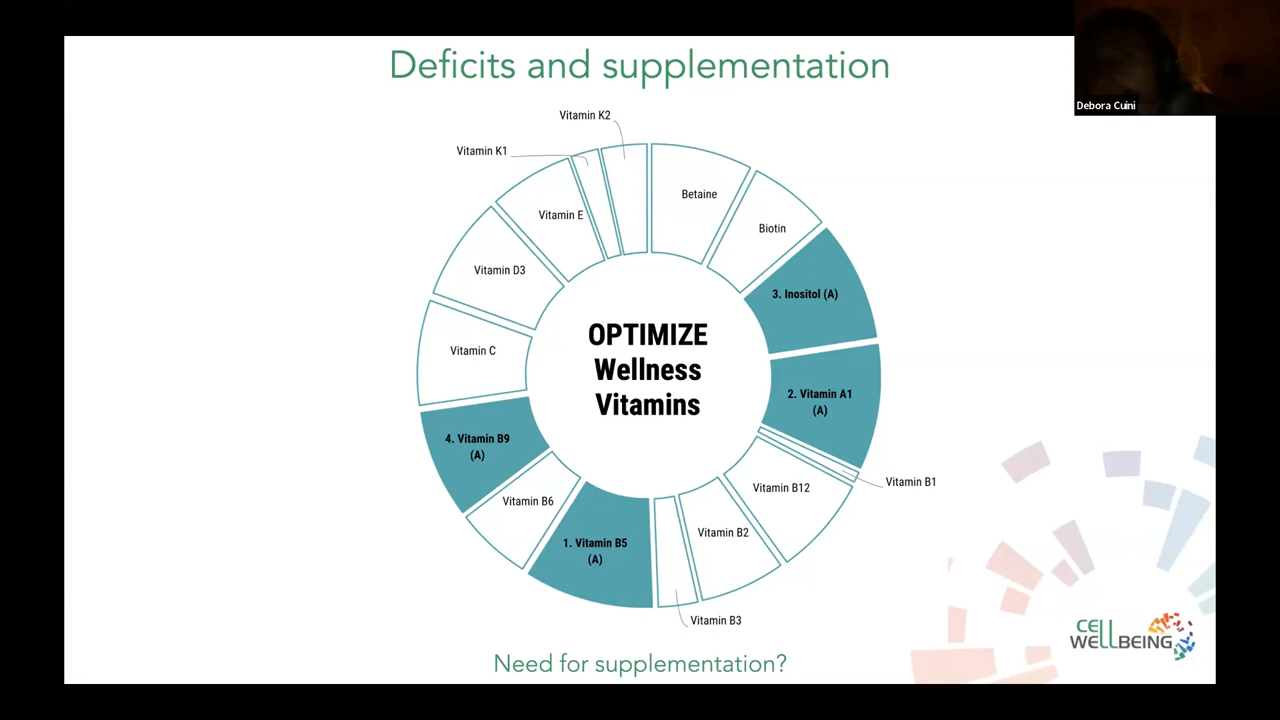 Deficits and supplementation
Debora Cuini
Vitamin K2
Vitamin K1
Betaine
Vitamin E
Biotin
Vitamin D3
3. Inositol (A)
OPTIMIZE
Wellness
Vitamins
Vitamin C
2. Vitamin A1
(A)
4. Vitamin B9
(A)
Vitamin B1
Vitamin B12
Vitamin B6
Vitamin B2
1. Vitamin B5
(A)
Vitamin B3
CELL
WELLBEING
Need for supplementation?